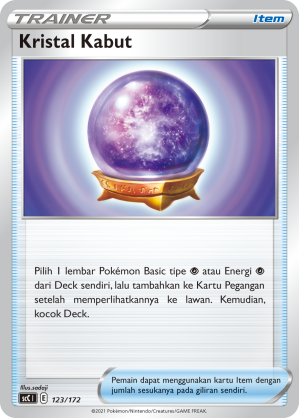 TRAINER
Item
Kristal Kabut
Pilih 1 lembar Pokémon Basic tipe atau Energi
dari Deck sendiri, lalu tambahkan ke Kartu Pegangan
setelah memperlihatkannya ke lawan. Kemudian,
kocok Deck.
Illus.sadaji
SC1 I E 123/172
Pemain dapat menggunakan kartu Item dengan
jumlah sesukanya pada giliran sendiri.
©2021 Pokémon/Nintendo/Creatures/GAME FREAK.